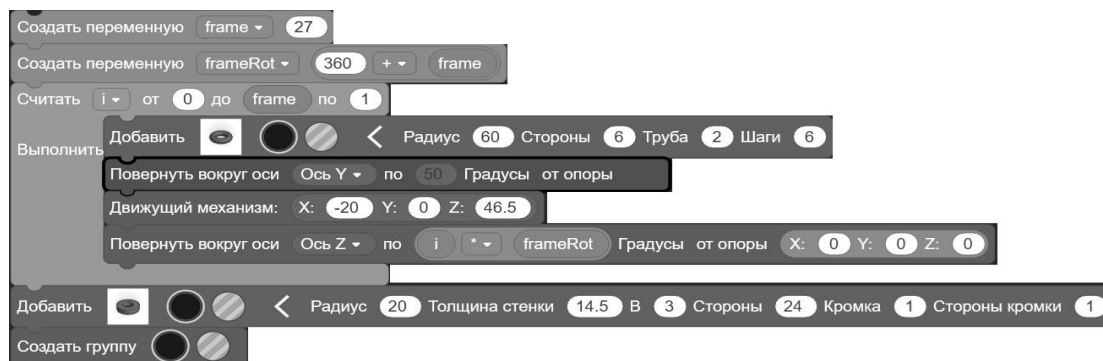 Создать переменную frame 27
Создать переменную frameRot 360 + frame
Считать i от 0 до frame по 1
Выполнить
Добавить Радиус 60 Стороны 6 Труба 2 Шаги 6
Повернуть вокруг оси Ось Y по 50 Градусы от опоры
Движущий механизм: X: -20 Y: 0 Z: 46.5
Повернуть вокруг оси Ось Z по i * frameRot Градусы от опоры X: 0 Y: 0 Z: 0
Добавить Радиус 20 Толщина стенки 14.5 В 3 Стороны 24 Кромка 1 Стороны кромки 1
Создать группу